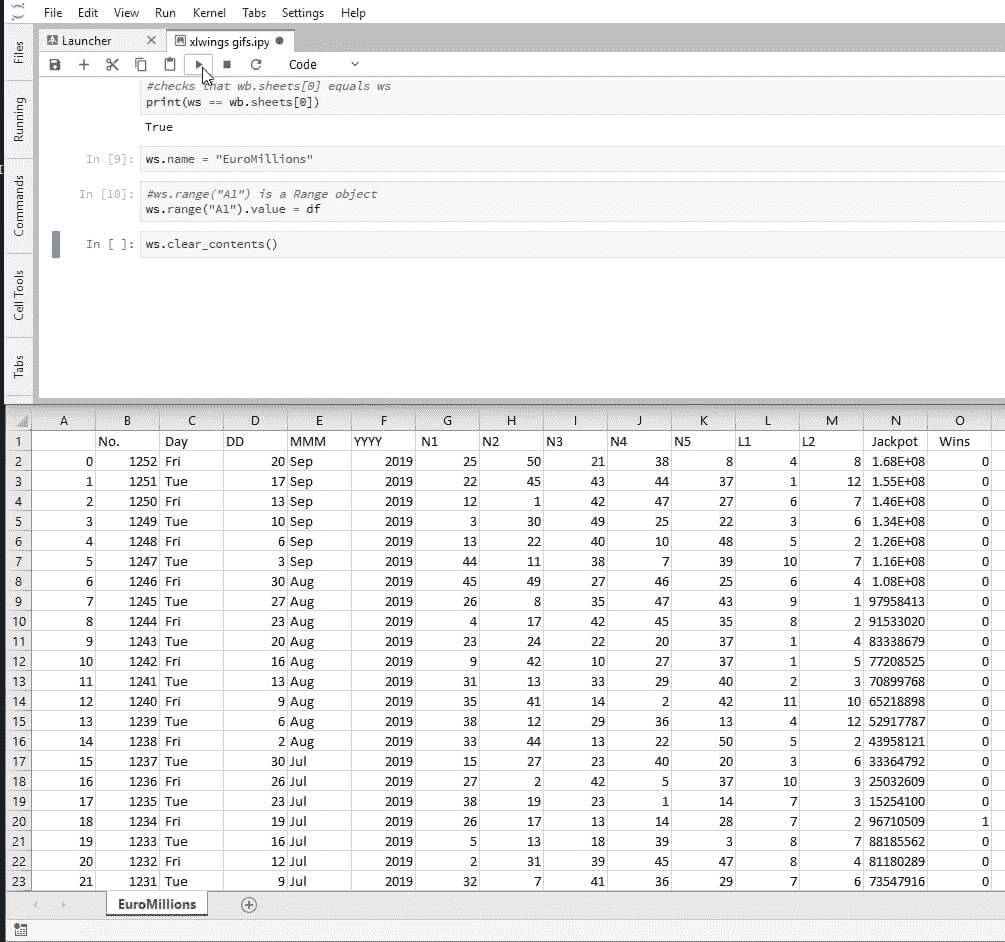 File Edit View Run Kernel Tabs Settings Help
Launcher xlwings gifs.ipy
Code
Files
Running
Commands
Cell Tools
Tabs
#checks that wb.sheets[0] equals ws
print(ws == wb.sheets[0])
True
In [9]: ws.name = "EuroMillions"
In [10]: #ws.range("A1") is a Range object
ws.range("A1").value = df
In [ ]: ws.clear_contents()
A B C D E F G H I J K L M N O
1 No. Day DD MMM YYYY N1 N2 N3 N4 N5 L1 L2 Jackpot Wins
2 0 1252 Fri 20 Sep 2019 25 50 21 38 8 4 8 1.68E+08 0
3 1 1251 Tue 17 Sep 2019 22 45 43 44 37 1 12 1.55E+08 0
4 2 1250 Fri 13 Sep 2019 12 1 42 47 27 6 7 1.46E+08 0
5 3 1249 Tue 10 Sep 2019 3 30 49 25 22 3 6 1.34E+08 0
6 4 1248 Fri 6 Sep 2019 13 22 40 10 48 5 2 1.26E+08 0
7 5 1247 Tue 3 Sep 2019 44 11 38 7 39 10 7 1.16E+08 0
8 6 1246 Fri 30 Aug 2019 45 49 27 46 25 6 4 1.08E+08 0
9 7 1245 Tue 27 Aug 2019 26 8 35 47 43 9 1 97958413 0
10 8 1244 Fri 23 Aug 2019 4 17 42 45 35 8 2 91533020 0
11 9 1243 Tue 20 Aug 2019 23 24 22 20 37 1 4 83338679 0
12 10 1242 Fri 16 Aug 2019 9 42 10 27 37 1 5 77208525 0
13 11 1241 Tue 13 Aug 2019 31 13 33 29 40 2 3 70899768 0
14 12 1240 Fri 9 Aug 2019 35 41 14 2 42 11 10 65218898 0
15 13 1239 Tue 6 Aug 2019 38 12 29 36 13 4 12 52917787 0
16 14 1238 Fri 2 Aug 2019 33 44 13 22 50 5 2 43958121 0
17 15 1237 Tue 30 Jul 2019 15 27 23 40 20 3 6 33364792 0
18 16 1236 Fri 26 Jul 2019 27 2 42 5 37 10 3 25032609 0
19 17 1235 Tue 23 Jul 2019 38 19 23 1 14 7 3 15254100 0
20 18 1234 Fri 19 Jul 2019 26 17 13 14 28 7 2 96710509 1
21 19 1233 Tue 16 Jul 2019 5 13 18 39 3 8 7 88185562 0
22 20 1232 Fri 12 Jul 2019 2 31 39 45 47 8 4 81180289 0
23 21 1231 Tue 9 Jul 2019 32 7 41 36 29 7 6 73547916 0
EuroMillions